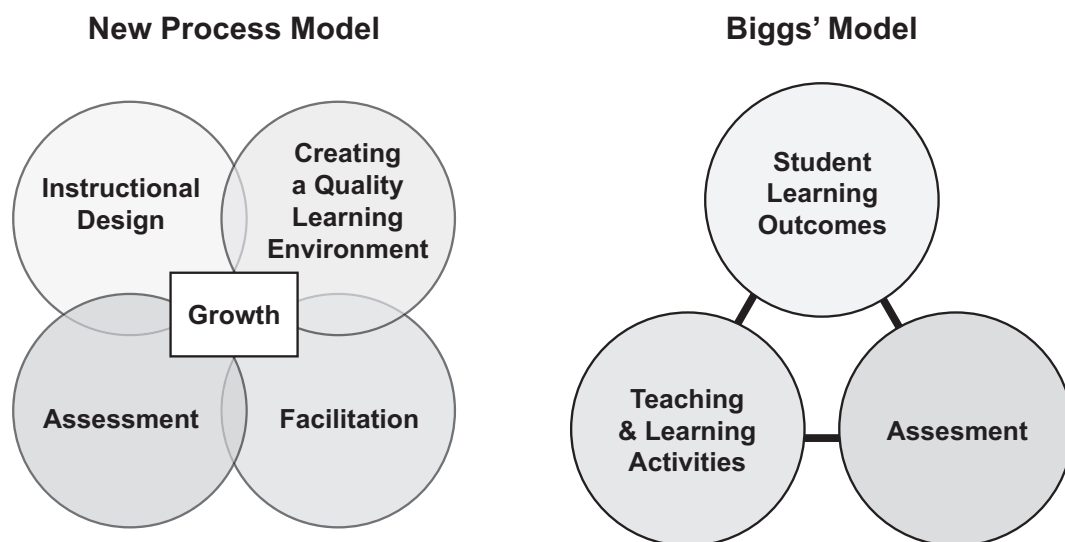 New Process Model
Instructional
Design
Creating
a Quality
Learning
Environment
Growth
Assessment
Facilitation
Biggs’ Model
Student
Learning
Outcomes
Teaching
& Learning
Activities
Assesment